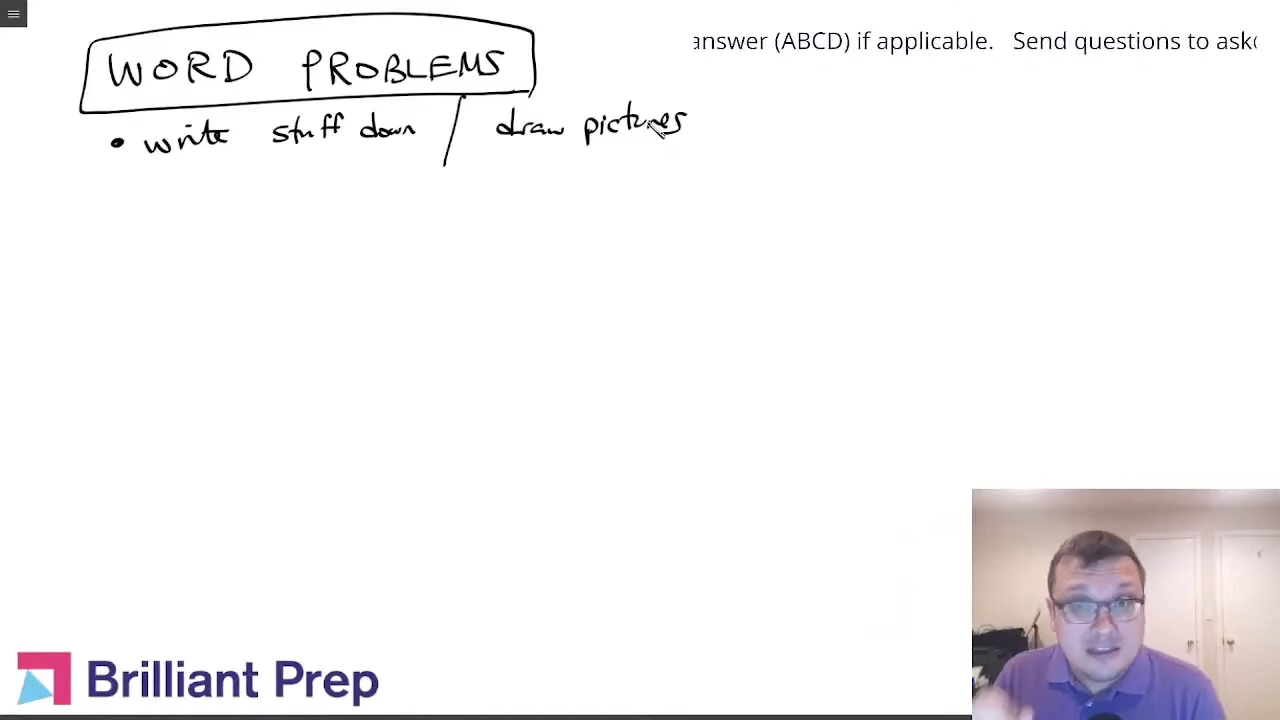 WORD PROBLEMS
answer (ABCD) if applicable. Send questions to ask
• write stuff down / draw pictures
Brilliant Prep